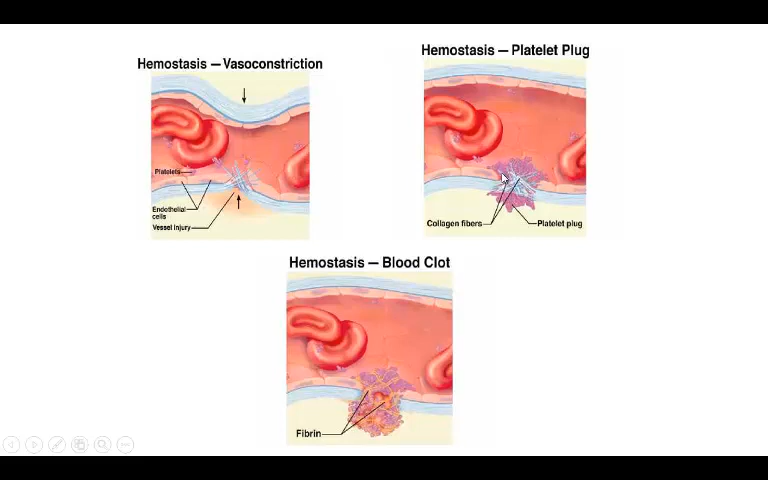 Hemostasis — Vasoconstriction
Platelets
Endothelial
cells
Vessel Injury
Hemostasis — Platelet Plug
Collagen fibers
Platelet plug
Hemostasis — Blood Clot
Fibrin